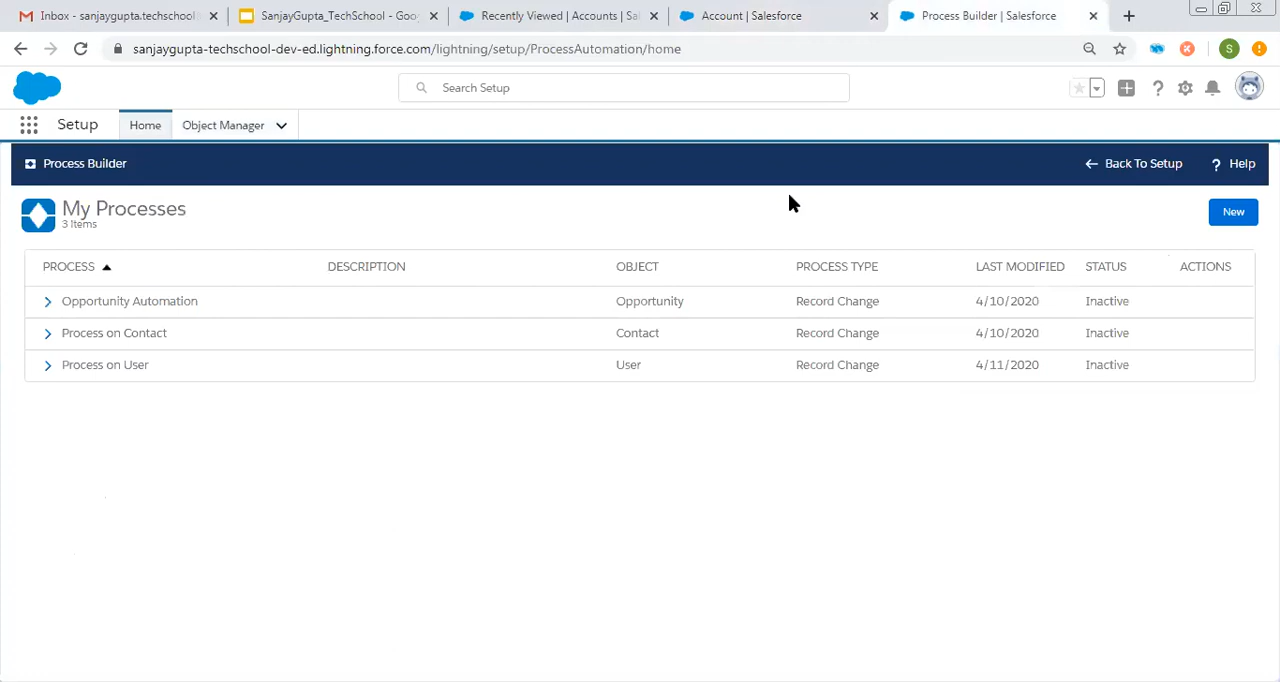 Inbox - sanjaygupta.techschool
SanjayGupta_TechSchool - Goo
Recently Viewed | Accounts | Sa
Account | Salesforce
Process Builder | Salesforce
sanjaygupta-techschool-dev-ed.lightning.force.com/lightning/setup/ProcessAutomation/home
S
Search Setup
Setup
Home
Object Manager
Process Builder
Back To Setup
? Help
My Processes
3 Items
New
PROCESS DESCRIPTION OBJECT PROCESS TYPE LAST MODIFIED STATUS ACTIONS
Opportunity Automation Opportunity Record Change 4/10/2020 Inactive
Process on Contact Contact Record Change 4/10/2020 Inactive
Process on User User Record Change 4/11/2020 Inactive